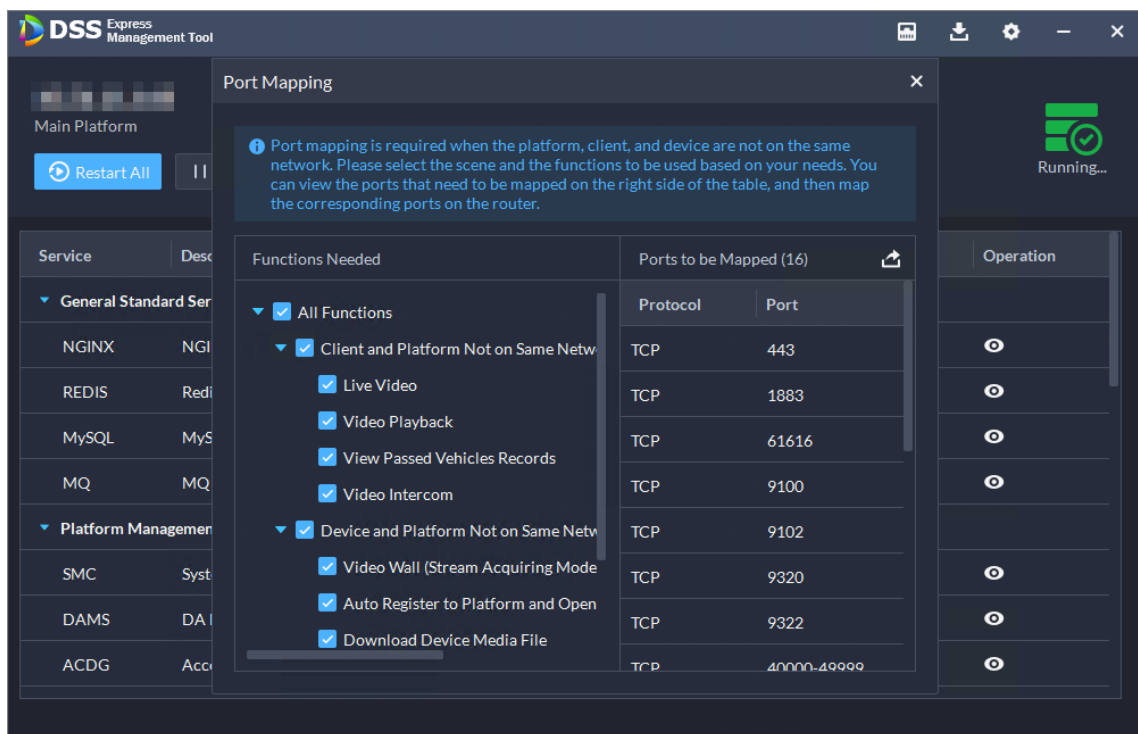 DSS Express
Management Tool
Port Mapping
Main Platform
Restart All
Running...
Port mapping is required when the platform, client, and device are not on the same
network. Please select the scene and the functions to be used based on your needs. You
can view the ports that need to be mapped on the right side of the table, and then map
the corresponding ports on the router.
Service
Desc
Operation
General Standard Ser
NGINX
NGI
REDIS
Redi
MySQL
MyS
MQ
MQ
Platform Managemen
SMC
Syst
DAMS
DA
ACDG
Acc
Functions Needed
All Functions
Client and Platform Not on Same Netw
Live Video
Video Playback
View Passed Vehicles Records
Video Intercom
Device and Platform Not on Same Netw
Video Wall (Stream Acquiring Mode
Auto Register to Platform and Open
Download Device Media File
Ports to be Mapped (16)
Protocol Port
TCP 443
TCP 1883
TCP 61616
TCP 9100
TCP 9102
TCP 9320
TCP 9322
TCP 40000-49999